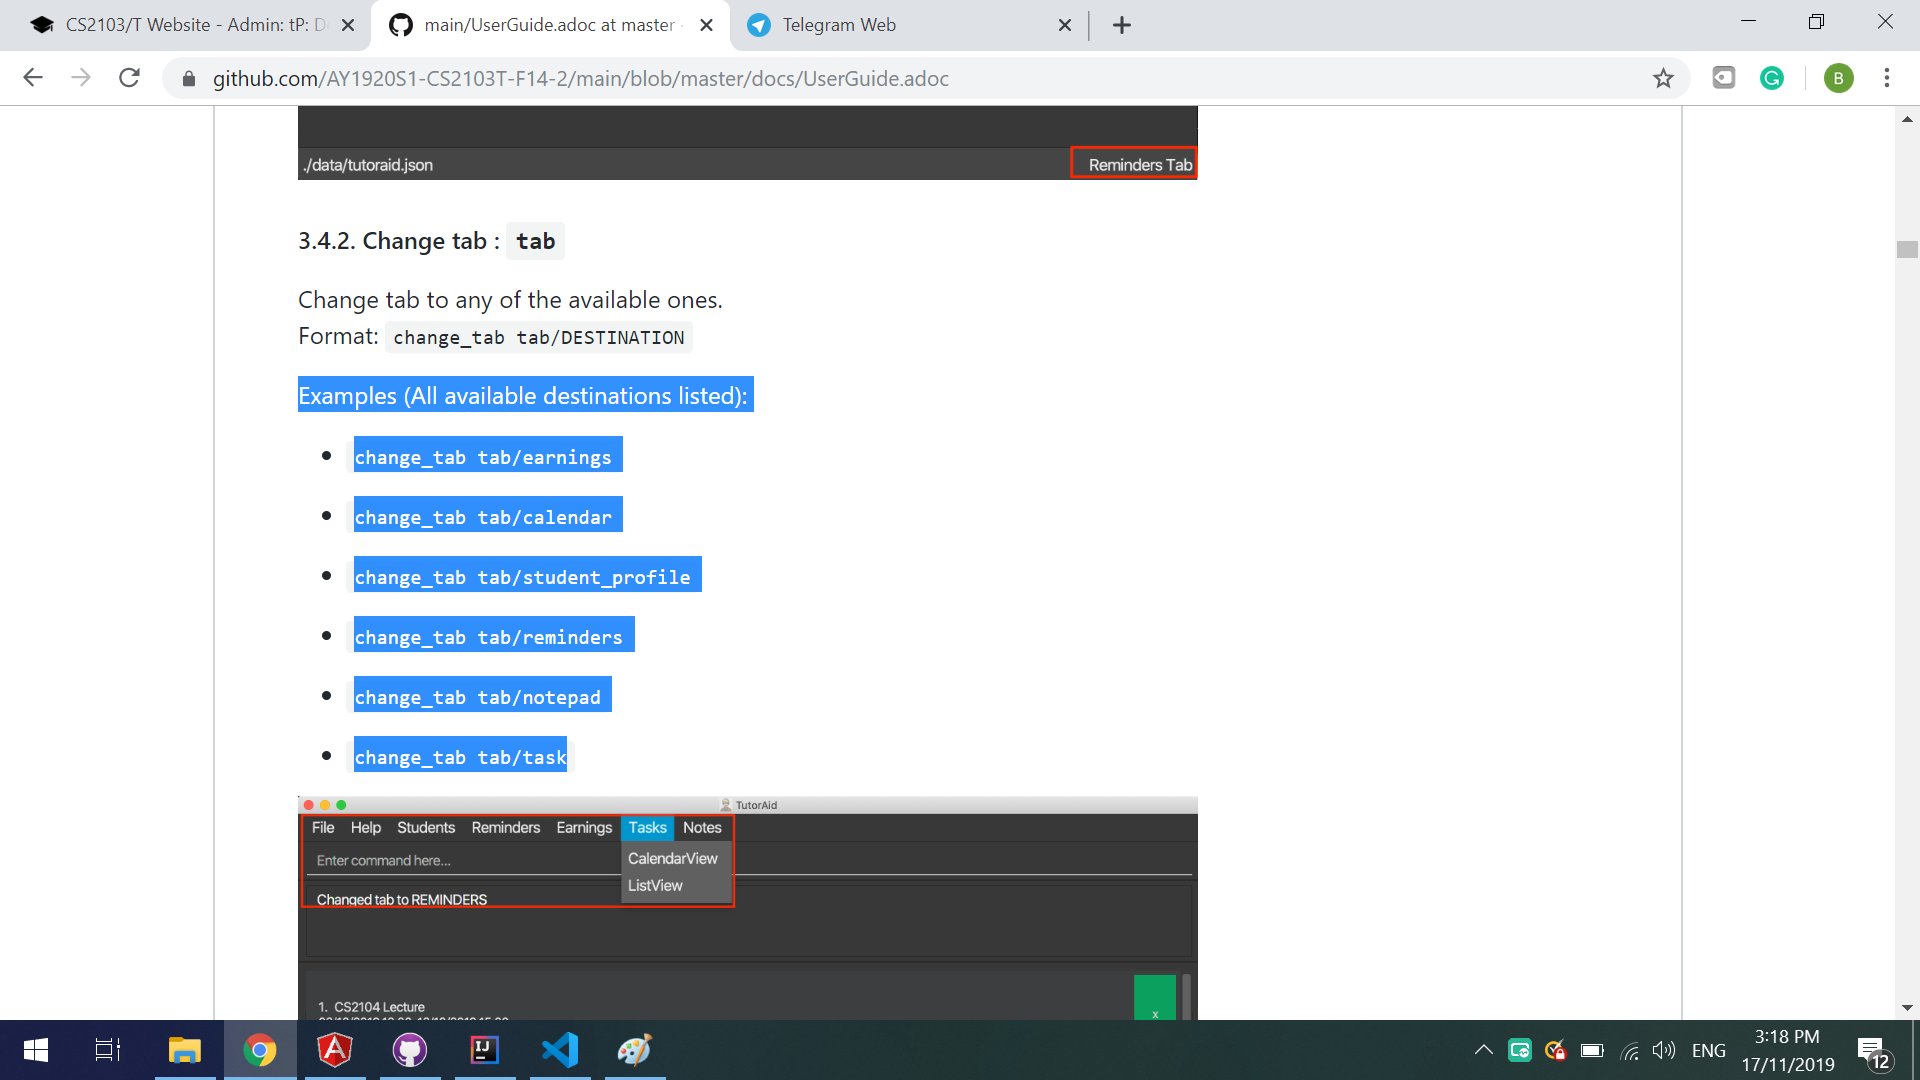 CS2103/T Website - Admin: tP: D
main/UserGuide.adoc at master
Telegram Web
github.com/AY1920S1-CS2103T-F14-2/main/blob/master/docs/UserGuide.adoc
B
./data/tutoraid.json
Reminders Tab
3.4.2. Change tab : tab
Change tab to any of the available ones.
Format: change_tab tab/DESTINATION
Examples (All available destinations listed):
change_tab tab/earnings
change_tab tab/calendar
change_tab tab/student_profile
change_tab tab/reminders
change_tab tab/notepad
change_tab tab/task
TutorAid
File Help Students Reminders Earnings Tasks Notes
Enter command here...
CalendarView
ListView
Changed tab to REMINDERS
1. CS2104 Lecture
x
IJ
ENG
3:18 PM
17/11/2019
12